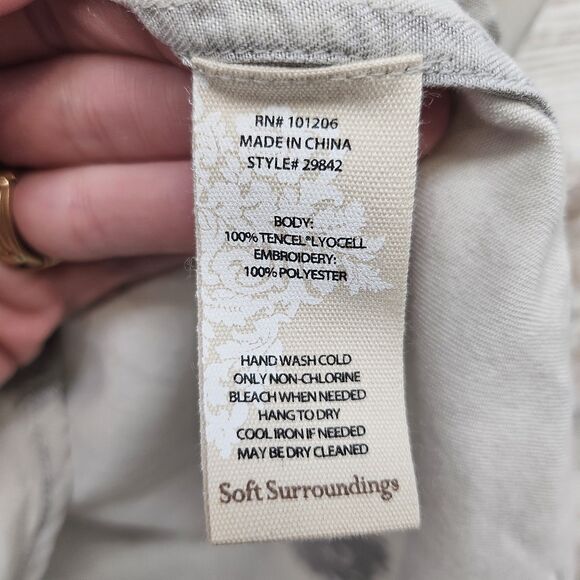 RN# 101206
MADE IN CHINA
STYLE# 29842
BODY:
100% TENCEL®LYOCELL
EMBROIDERY:
100% POLYESTER
HAND WASH COLD
ONLY NON-CHLORINE
BLEACH WHEN NEEDED
HANG TO DRY
COOL IRON IF NEEDED
MAY BE DRY CLEANED
Soft Surroundings